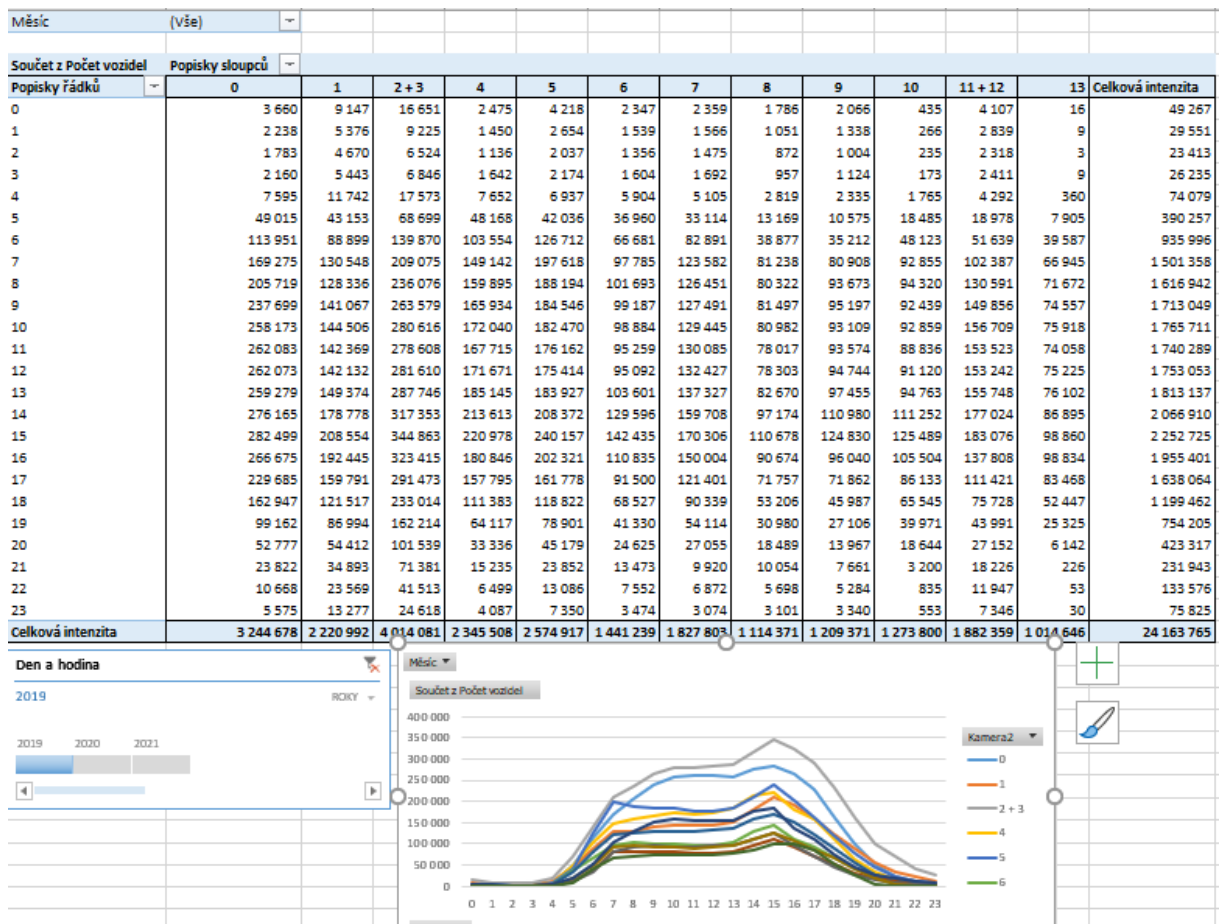 Měsíc (Vše)
Součet z Počet vozidel Popisky sloupců
Popisky řádků 0 1 2 + 3 4 5 6 7 8 9 10 11 + 12 13 Celková intenzita
0 3 660 9 147 16 651 2 475 4 218 2 347 2 359 1 786 2 066 435 4 107 16 49 267
1 2 238 5 376 9 225 1 450 2 654 1 539 1 566 1 051 1 338 266 2 839 9 29 551
2 1 783 4 670 6 524 1 136 2 037 1 356 1 475 872 1 004 235 2 318 3 23 413
3 2 160 5 443 6 846 1 642 2 174 1 604 1 692 957 1 124 173 2 411 9 26 235
4 7 595 11 742 17 573 7 652 6 937 5 904 5 105 2 819 2 335 1 765 4 292 360 74 079
5 49 015 43 153 68 699 48 168 42 036 36 960 33 114 13 169 10 575 18 485 18 978 7 905 390 257
6 113 951 88 899 139 870 103 554 126 712 66 681 82 891 38 877 35 212 48 123 51 639 39 587 935 996
7 169 275 130 548 209 075 149 142 197 618 97 785 123 582 81 238 80 908 92 855 102 387 66 945 1 501 358
8 205 719 128 336 236 076 159 895 188 194 101 693 126 451 80 322 93 673 94 320 130 591 71 672 1 616 942
9 237 699 141 067 263 579 165 934 184 546 99 187 127 491 81 497 95 197 92 439 149 856 74 557 1 713 049
10 258 173 144 506 280 616 172 040 182 470 98 884 129 445 80 982 93 109 92 859 156 709 75 918 1 765 711
11 262 083 142 369 278 608 167 715 176 162 95 259 130 085 78 017 93 574 88 836 153 523 74 058 1 740 289
12 262 073 142 132 281 610 171 671 175 414 95 092 132 427 78 303 94 744 91 120 153 242 75 225 1 753 053
13 259 279 149 374 287 746 185 145 183 927 103 601 137 327 82 670 97 455 94 763 155 748 76 102 1 813 137
14 276 165 178 778 317 353 213 613 208 372 129 596 159 708 97 174 110 980 111 252 177 024 86 895 2 066 910
15 282 499 208 554 344 863 220 978 240 157 142 435 170 306 110 678 124 830 125 489 183 076 98 860 2 252 725
16 266 675 192 445 323 415 180 846 202 321 110 835 150 004 90 674 96 040 105 504 137 808 98 834 1 955 401
17 229 685 159 791 291 473 157 795 161 778 91 500 121 401 71 757 71 862 86 133 111 421 83 468 1 638 064
18 162 947 121 517 233 014 111 383 118 822 68 527 90 339 53 206 45 987 65 545 75 728 52 447 1 199 462
19 99 162 86 994 162 214 64 117 78 901 41 330 54 114 30 980 27 106 39 971 43 991 25 325 754 205
20 52 777 54 412 101 539 33 336 45 179 24 625 27 055 18 489 13 967 18 644 27 152 6 142 423 317
21 23 822 34 893 71 381 15 235 23 852 13 473 9 920 10 054 7 661 3 200 18 226 226 231 943
22 10 668 23 569 41 513 6 499 13 086 7 552 6 872 5 698 5 284 835 11 947 53 133 576
23 5 575 13 277 24 618 4 087 7 350 3 474 3 074 3 101 3 340 553 7 346 30 75 825
Celková intenzita 3 244 678 2 220 992 4 014 081 2 345 508 2 574 917 1 441 239 1 827 803 1 114 371 1 209 371 1 273 800 1 882 359 1 014 646 24 163 765
Den a hodina
2019 ROKY
2019 2020 2021
Měsíc
Součet z Počet vozidel
400 000
350 000
300 000
250 000
200 000
150 000
100 000
50 000
0
0 1 2 3 4 5 6 7 8 9 10 11 12 13 14 15 16 17 18 19 20 21 22 23
Kamera2
0
1
2 + 3
4
5
6